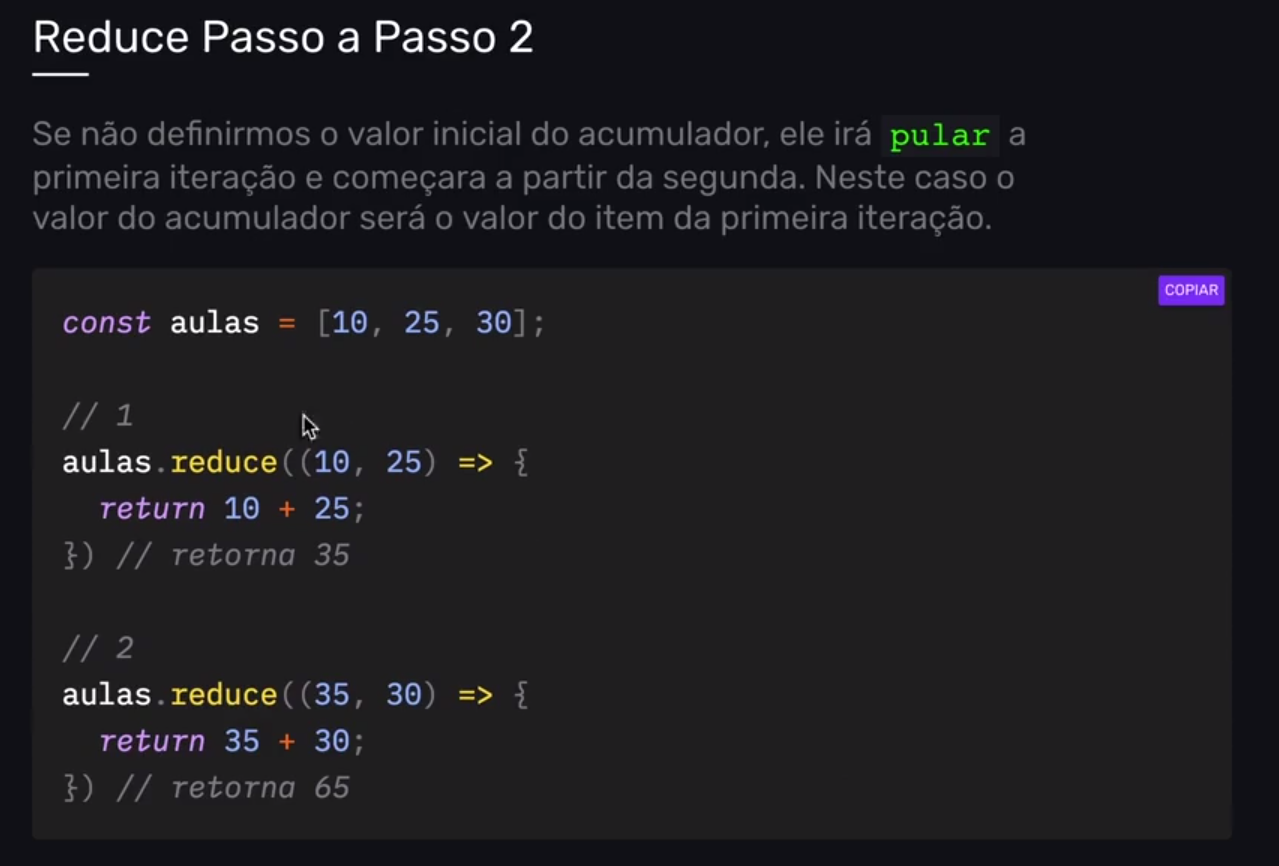 Reduce Passo a Passo 2
Se não definirmos o valor inicial do acumulador, ele irá pular a
primeira iteração e começara a partir da segunda. Neste caso o
valor do acumulador será o valor do item da primeira iteração.
COPIAR
const aulas = [10, 25, 30];
// 1
aulas.reduce((10, 25) => {
  return 10 + 25;
}) // retorna 35
// 2
aulas.reduce((35, 30) => {
  return 35 + 30;
}) // retorna 65